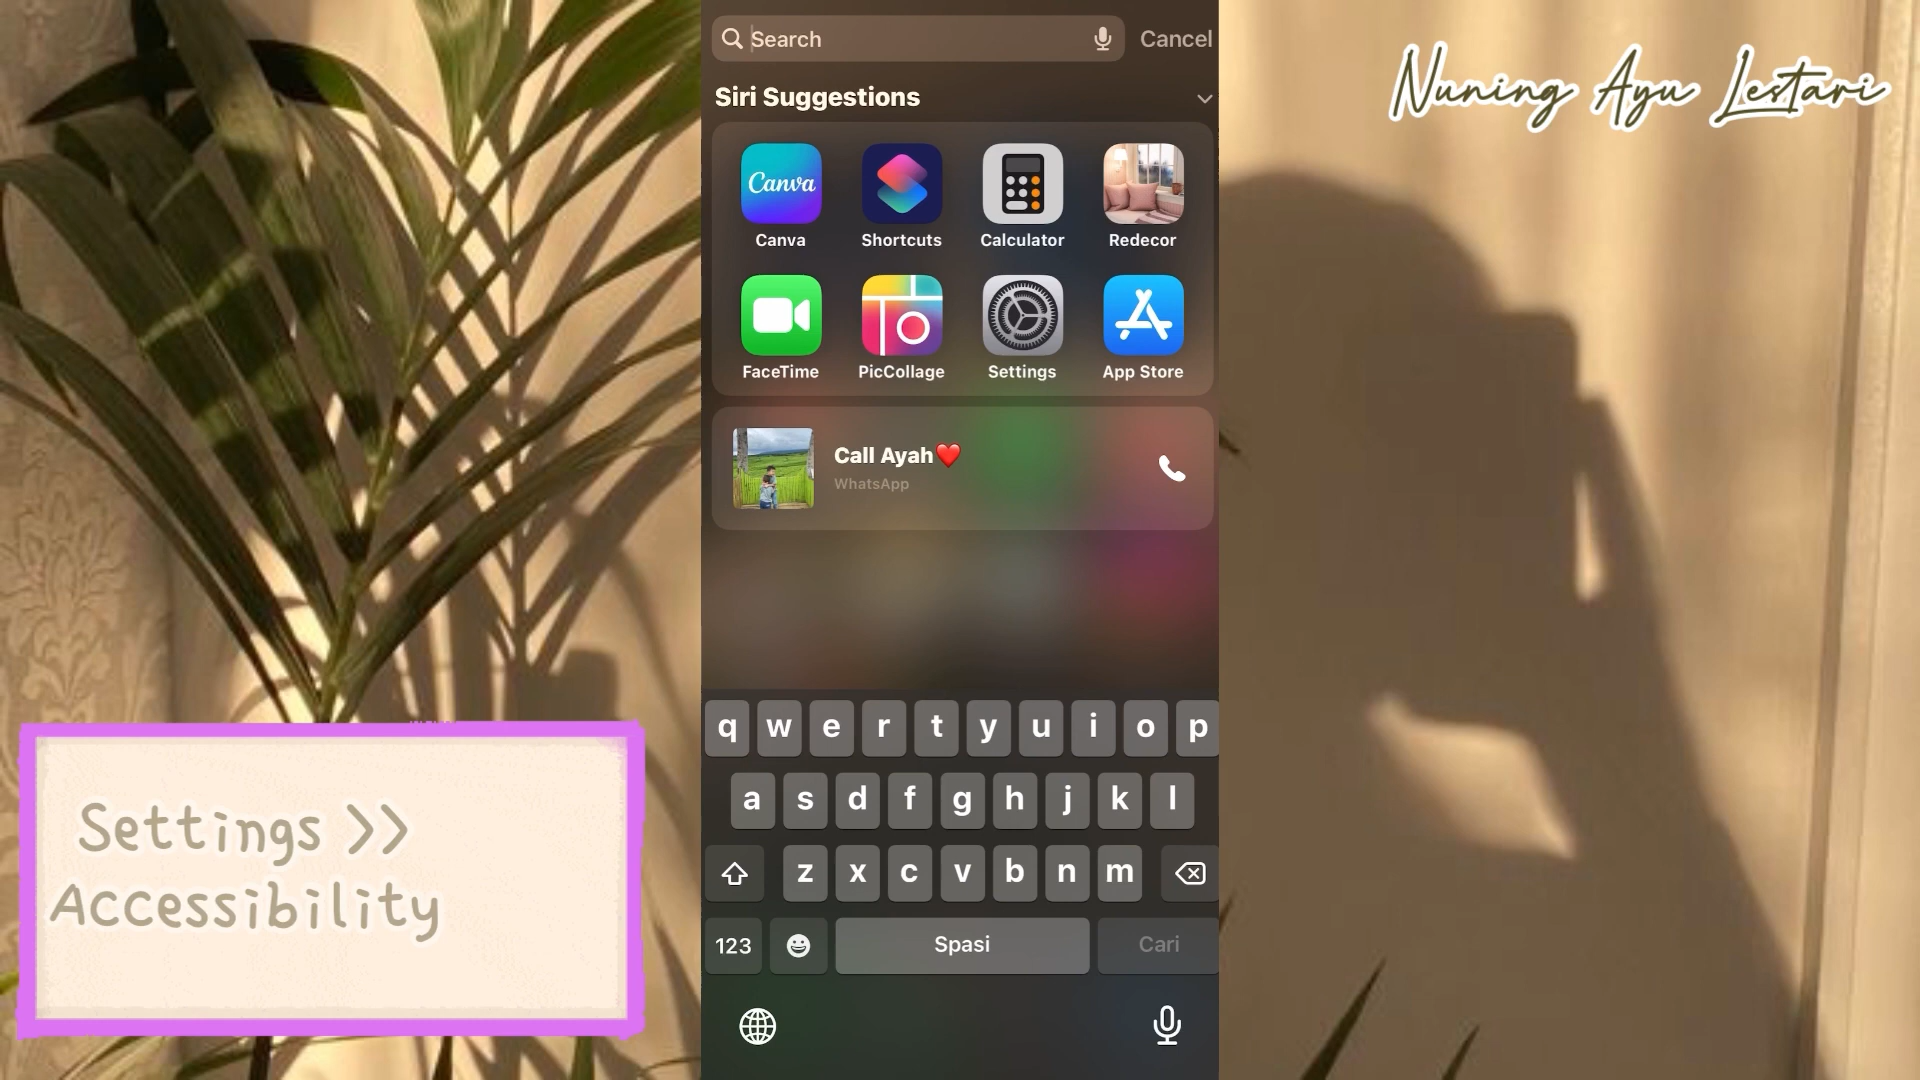 Search
Cancel
Nuning Ayu Lestari
Siri Suggestions
Canva
Canva
Shortcuts
Calculator
Redecor
FaceTime
PicCollage
Settings
App Store
Call Ayah❤️
WhatsApp
q w e r t y u i o p
a s d f g h j k l
z x c v b n m
123
Spasi
Cari
Settings >>
Accessibility